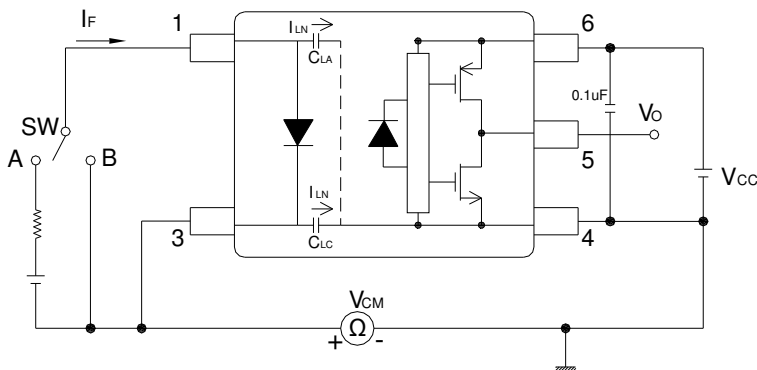 IF
1
ILN
CLA
6
0.1uF
SW
A
B
VO
5
VCC
ILN
CLC
3
4
VCM
Ω
+ -